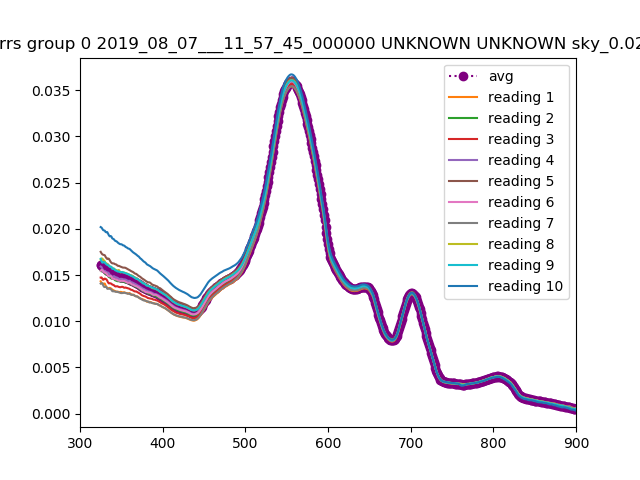 rrs group 0 2019_08_07___11_57_45_000000 UNKNOWN UNKNOWN sky_0.02
avg
reading 1
reading 2
reading 3
reading 4
reading 5
reading 6
reading 7
reading 8
reading 9
reading 10
0.035
0.030
0.025
0.020
0.015
0.010
0.005
0.000
300 400 500 600 700 800 900